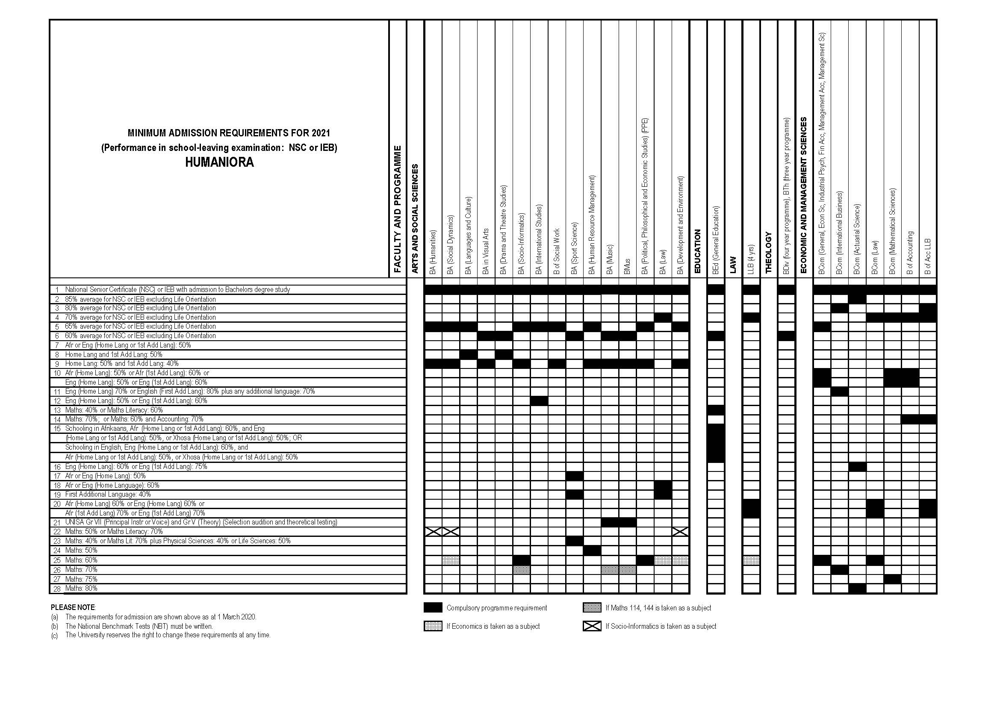 MINIMUM ADMISSION REQUIREMENTS FOR 2021
(Performance in school-leaving examination: NSC or IEB)
HUMANIORA
FACULTY AND PROGRAMME
ARTS AND SOCIAL SCIENCES
BA (Humanities)
BA (Social Dynamics)
BA (Languages and Culture)
BA in Visual Arts
BA (Drama and Theatre Studies)
BA (Socio-Informatics)
BA (International Studies)
B of Social Work
BA (Sport Science)
BA (Human Resource Management)
BA (Music)
BMus
BA (Political, Philosophical and Economic Studies) (PPE)
BA (Law)
BA (Development and Environment)
EDUCATION
BEd (General Education)
LAW
LLB (4 yrs)
THEOLOGY
BDiv (four year programme), BTh (three year programme)
ECONOMIC AND MANAGEMENT SCIENCES
BCom (General, Econ Sc, Industrial Psych, Fin Acc, Management Acc, Management Sc)
BCom (International Business)
BCom (Actuarial Science)
BCom (Law)
BCom (Mathematical Sciences)
B of Accounting
B of Acc LLB
1 National Senior Certificate (NSC) or IEB with admission to Bachelors degree study
2 85% average for NSC or IEB excluding Life Orientation
3 80% average for NSC or IEB excluding Life Orientation
4 70% average for NSC or IEB excluding Life Orientation
5 65% average for NSC or IEB excluding Life Orientation
6 60% average for NSC or IEB excluding Life Orientation
7 Afr or Eng (Home Lang or 1st Add Lang): 50%
8 Home Lang and 1st Add Lang: 50%
9 Home Lang: 50% and 1st Add Lang: 40%
10 Afr (Home Lang): 50% or Afr (1st Add Lang): 60% or
Eng (Home Lang): 50% or Eng (1st Add Lang): 60%
11 Eng (Home Lang) 70% or English (First Add Lang): 80% plus any additional language: 70%
12 Eng (Home Lang): 50% or Eng (1st Add Lang): 60%
13 Maths: 40% or Maths Literacy: 60%
14 Maths: 70%; or Maths: 60% and Accounting: 70%
15 Schooling in Afrikaans, Afr (Home Lang or 1st Add Lang): 60%, and Eng
(Home Lang or 1st Add Lang): 50%, or Xhosa (Home Lang or 1st Add Lang): 50%; OR
Schooling in English, Eng (Home Lang or 1st Add Lang): 60%, and
Afr (Home Lang or 1st Add Lang): 50%, or Xhosa (Home Lang or 1st Add Lang): 50%
16 Eng (Home Lang): 60% or Eng (1st Add Lang): 75%
17 Afr or Eng (Home Lang): 50%
18 Afr or Eng (Home Language): 60%
19 First Additional Language: 40%
20 Afr (Home Lang) 60% or Eng (Home Lang) 60% or
Afr (1st Add Lang) 70% or Eng (1st Add Lang) 70%
21 UNISA Gr VII (Principal Instr or Voice) and Gr V (Theory) (Selection audition and theoretical testing)
22 Maths: 50% or Maths Literacy: 70%
23 Maths: 40% or Maths Lit: 70% plus Physical Sciences: 40% or Life Sciences: 50%
24 Maths: 50%
25 Maths: 60%
26 Maths: 70%
27 Maths: 75%
28 Maths: 80%
PLEASE NOTE:
(a) The requirements for admission are shown above as at 1 March 2020.
(b) The National Benchmark Tests (NBT) must be written.
(c) The University reserves the right to change these requirements at any time.
Compulsory programme requirement
If Maths 114, 144 is taken as a subject
If Economics is taken as a subject
If Socio-Informatics is taken as a subject